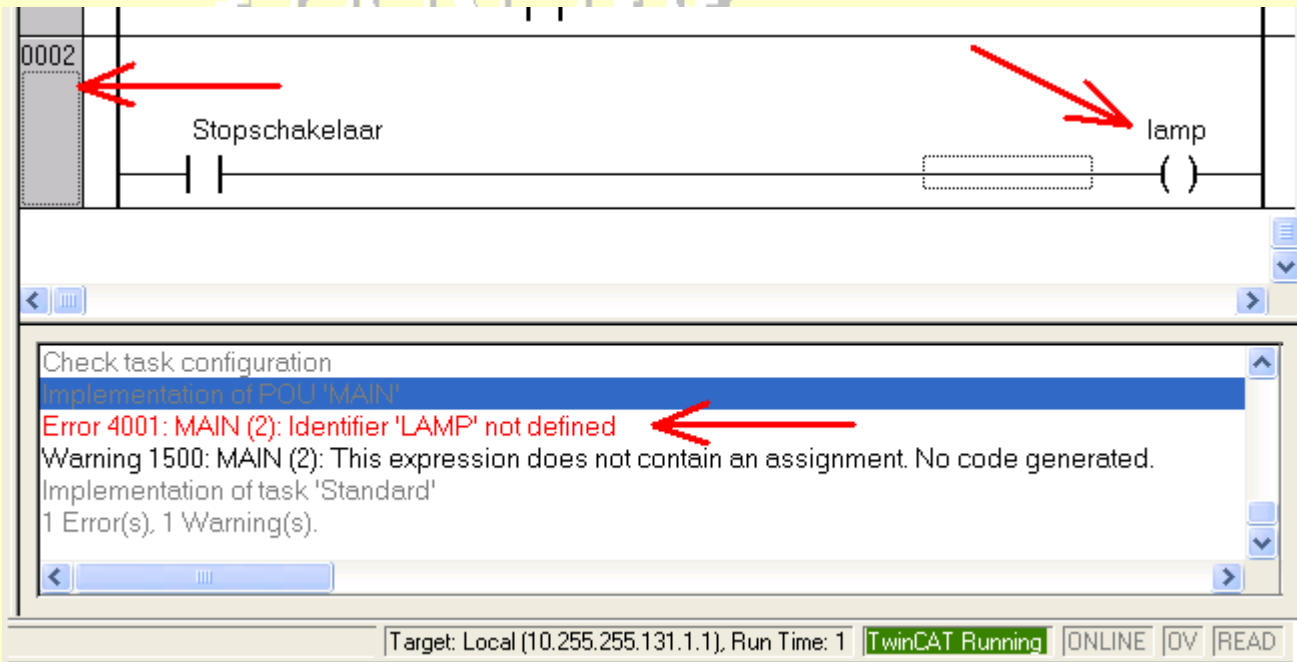 0002
Stopschakelaar lamp
Check task configuration
Implementation of POU 'MAIN'
Error 4001: MAIN (2): Identifier 'LAMP' not defined
Warning 1500: MAIN (2): This expression does not contain an assignment. No code generated.
Implementation of task 'Standard'
1 Error(s), 1 Warning(s).
Target: Local (10.255.255.131.1.1), Run Time: 1 TwinCAT Running ONLINE OV READ